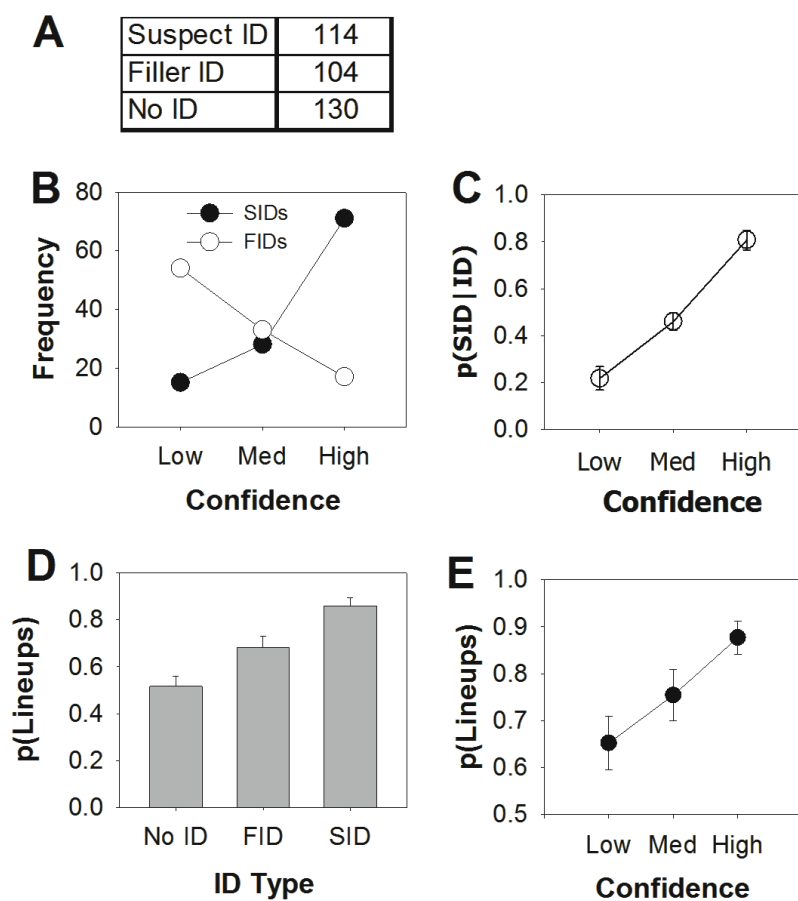 A
Suspect ID 114
Filler ID 104
No ID 130
B
80
60
40
20
0
Frequency
SIDs
FIDs
Low Med High
Confidence
C
1.0
0.8
0.6
0.4
0.2
0.0
p(SID|ID)
Low Med High
Confidence
D
1.0
0.8
0.6
0.4
0.2
0.0
p(Lineups)
No ID FID SID
ID Type
E
1.0
0.9
0.8
0.7
0.6
0.5
p(Lineups)
Low Med High
Confidence